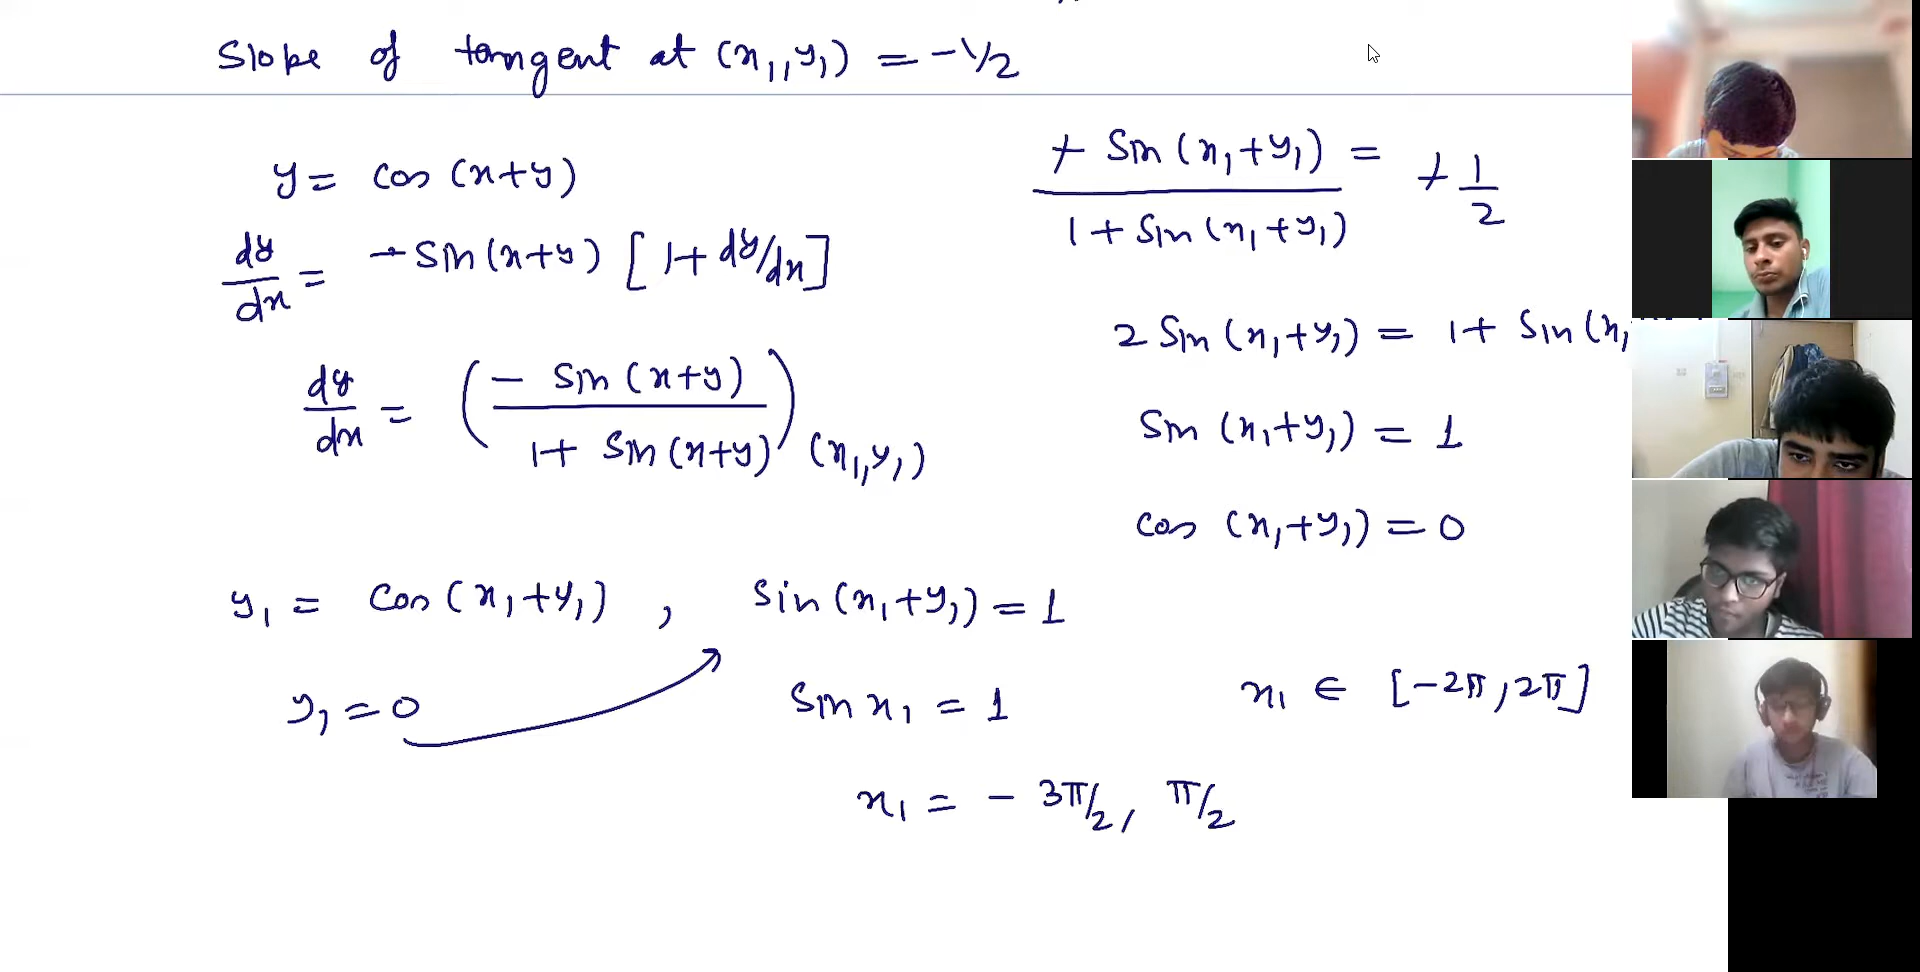 Slope of tangent at (x₁,y₁) = -1/2
y = cos (x+y)
dy/dx = - Sin (x+y) [1+ dy/dx]
dy/dx = (- Sin (x+y) / 1+ Sin (x+y)) (x₁,y₁)
y₁ = Cos (x₁+y₁) , Sin (x₁+y₁) = 1
y₁ = 0
Sin x₁ = 1
x₁ ∈ [-2π, 2π]
x₁ = - 3π/2, π/2
+ Sin (x₁+y₁) / 1+ Sin (x₁+y₁) = + 1/2
2 Sin (x₁+y₁) = 1+ Sin (x₁
Sin (x₁+y₁) = 1
cos (x₁+y₁) = 0